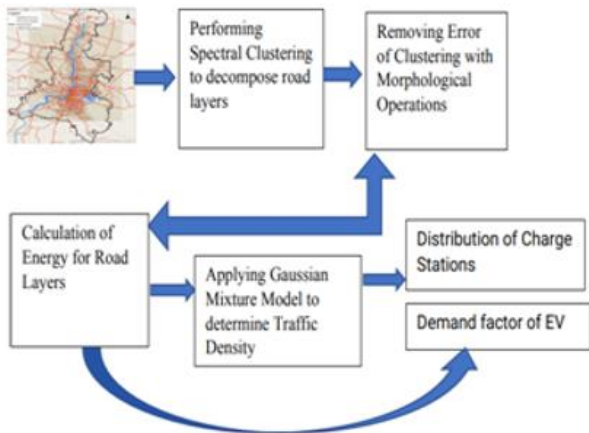 Performing
Spectral Clustering
to decompose road
layers
Removing Error
of Clustering with
Morphological
Operations
Calculation of
Energy for Road
Layers
Applying Gaussian
Mixture Model to
determine Traffic
Density
Distribution of Charge
Stations
Demand factor of EV